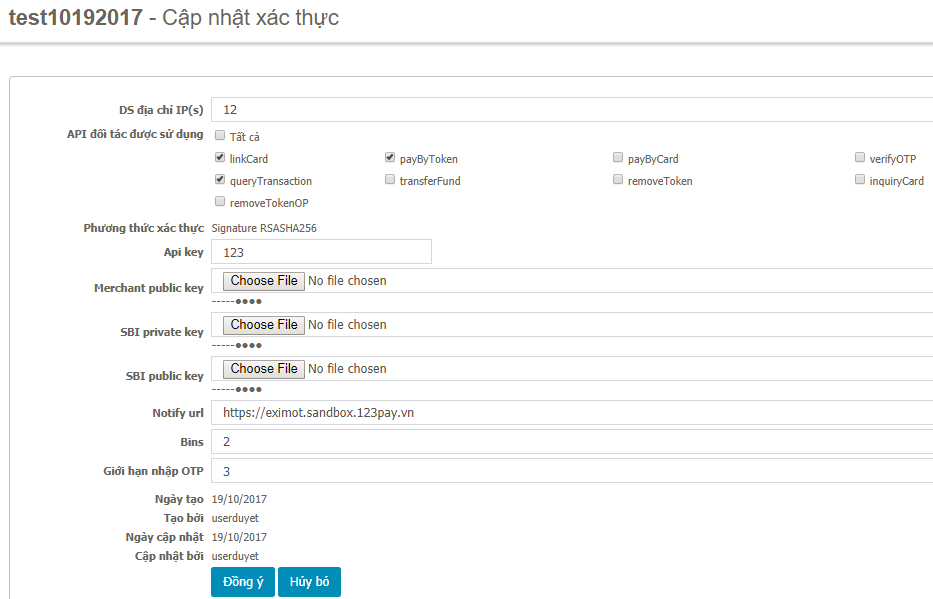 test10192017 - Cập nhật xác thực
DS địa chỉ IP(s) 12
API đối tác được sử dụng Tất cả
linkCard payByToken payByCard verifyOTP
queryTransaction transferFund removeToken inquiryCard
removeTokenOP
Phương thức xác thực Signature RSASHA256
Api key 123
Merchant public key Choose File No file chosen
-----●●●●
SBI private key Choose File No file chosen
-----●●●●
SBI public key Choose File No file chosen
-----●●●●
Notify url https://eximot.sandbox.123pay.vn
Bins 2
Giới hạn nhập OTP 3
Ngày tạo 19/10/2017
Tạo bởi userduyet
Ngày cập nhật 19/10/2017
Cập nhật bởi userduyet
Đồng ý Hủy bỏ